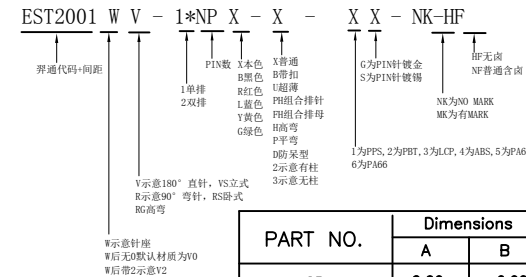 EST2001 W V - 1*NP X - X - X X - NK-HF
羿通代码+间距
1单排
2双排
PIN数
X本色
B黑色
R红色
L蓝色
Y黄色
G绿色
X普通
B带扣
U超薄
PH组合排针
FH组合排母
H高弯
P平弯
D防呆型
2示意有柱
3示意无柱
G为PIN针镀金
S为PIN针镀锡
HF无卤
NF普通含卤
NK为NO MARK
MK为有MARK
1为PPS,2为PBT,3为LCP,4为ABS,5为PA6
6为PA66
V示意180°直针,VS立式
R示意90°弯针,RS卧式
RG高弯
W示意针座
W后无0默认材质为V0
W后带2示意V2
PART NO.
Dimensions
A
B